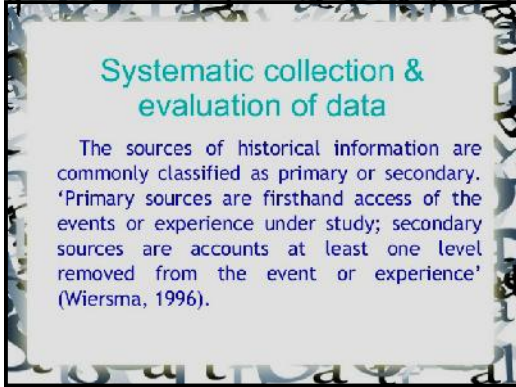 Systematic collection &
evaluation of data
The sources of historical information are
commonly classified as primary or secondary.
‘Primary sources are firsthand access of the
events or experience under study; secondary
sources are accounts at least one level
removed from the event or experience’
(Wiersma, 1996).